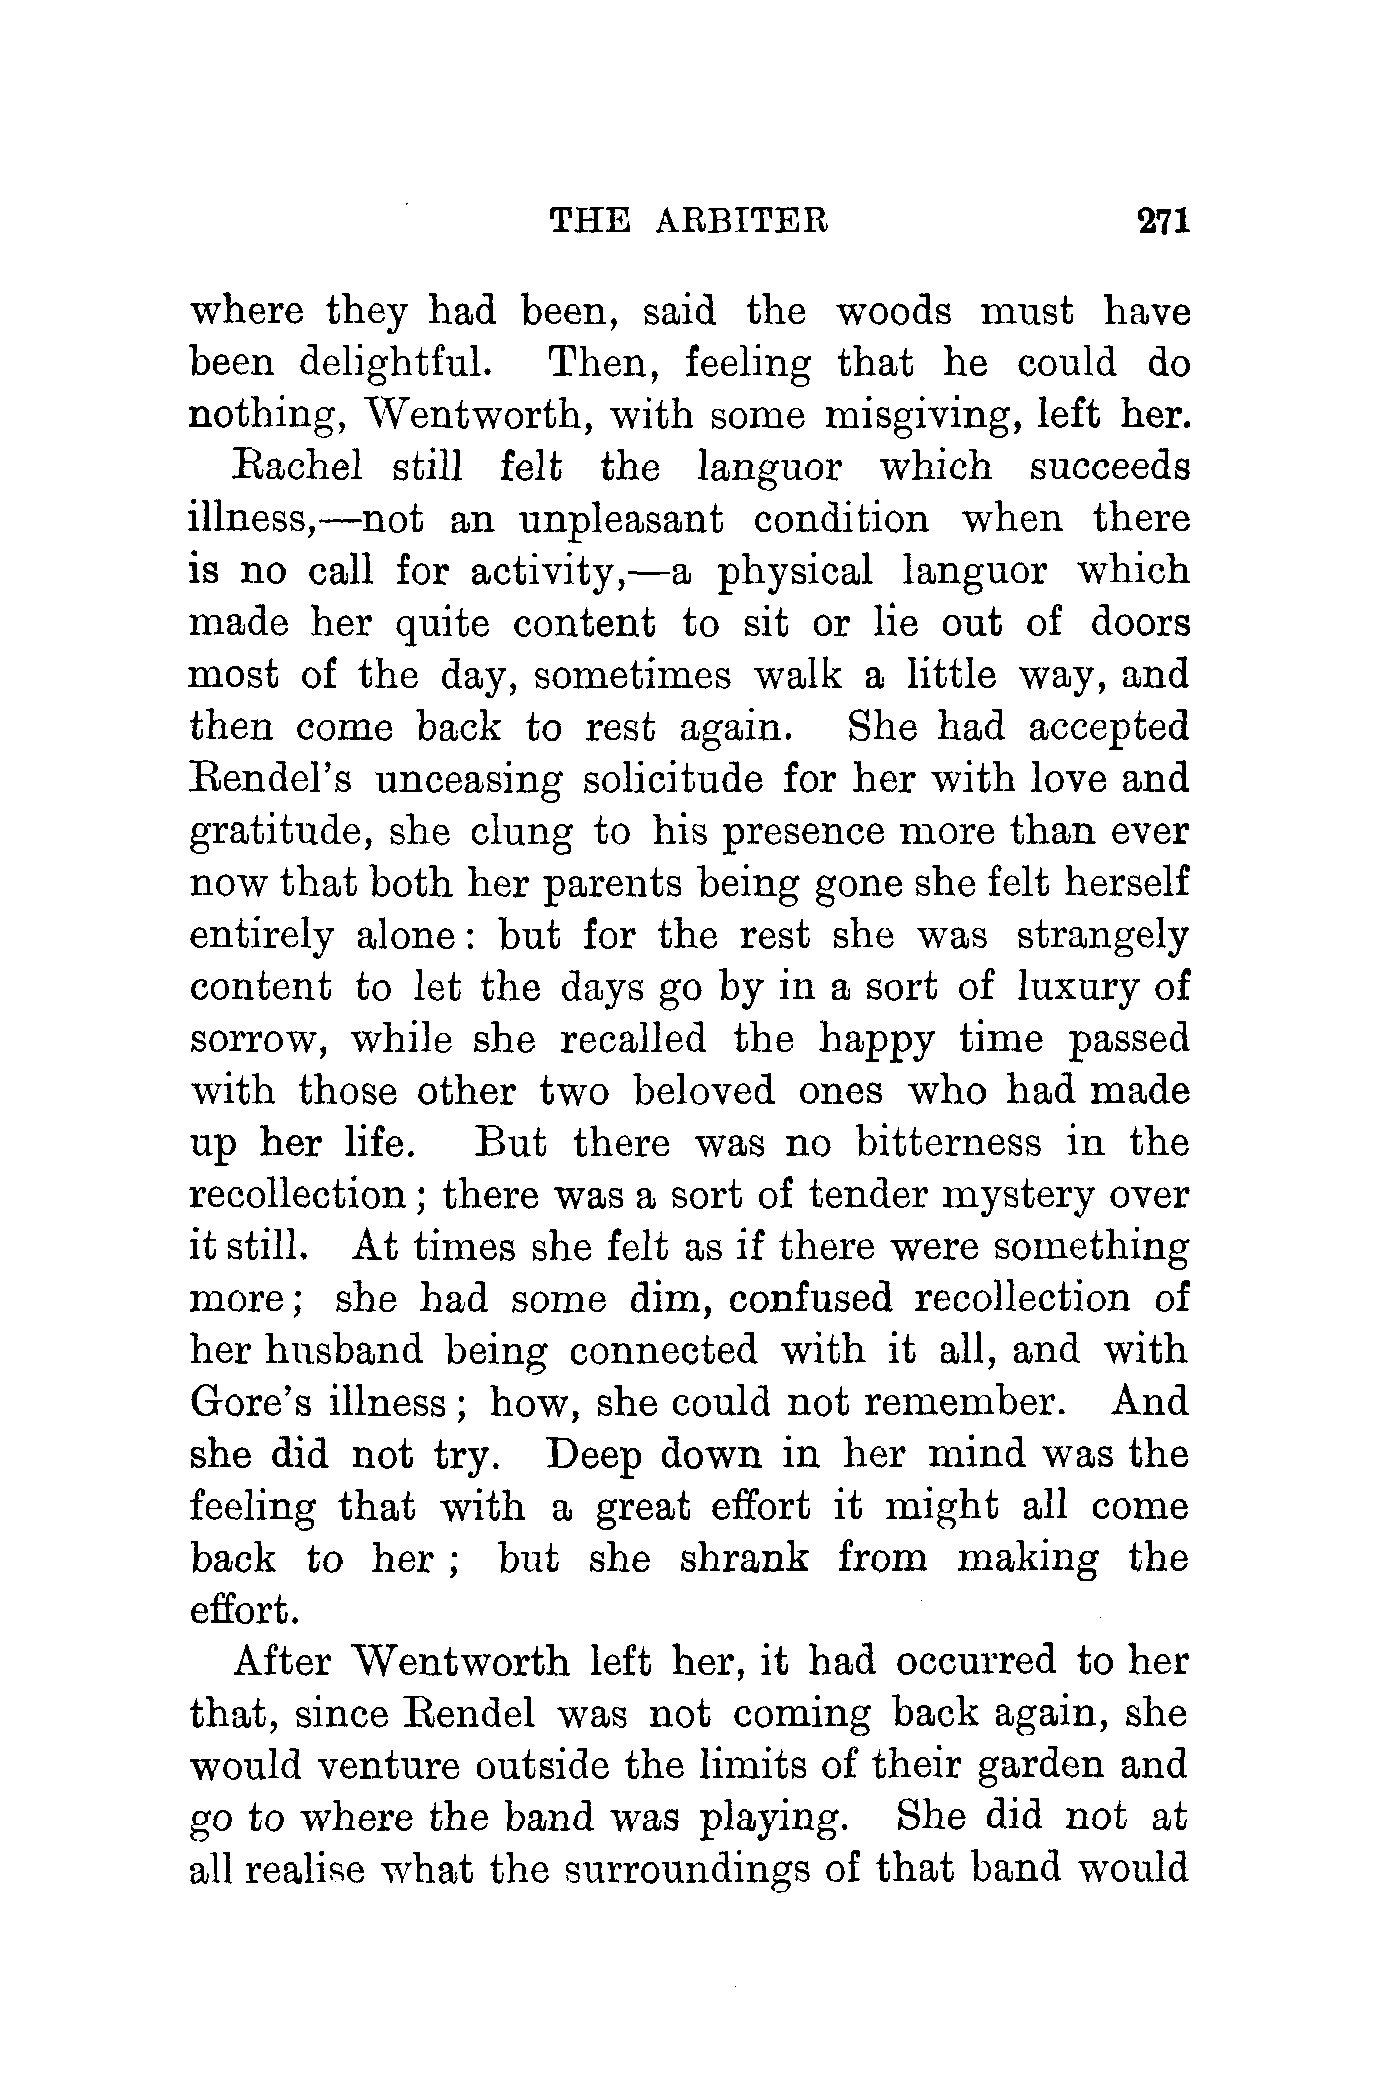 THE ARBITER 271
where they had been, said the woods must have
been delightful. Then, feeling that he could do
nothing, Wentworth, with some misgiving, left her.
Rachel still felt the languor which succeeds
illness,—not an unpleasant condition when there
is no call for activity,—a physical languor which
made her quite content to sit or lie out of doors
most of the day, sometimes walk a little way, and
then come back to rest again. She had accepted
Rendel's unceasing solicitude for her with love and
gratitude, she clung to his presence more than ever
now that both her parents being gone she felt herself
entirely alone: but for the rest she was strangely
content to let the days go by in a sort of luxury of
sorrow, while she recalled the happy time passed
with those other two beloved ones who had made
up her life. But there was no bitterness in the
recollection; there was a sort of tender mystery over
it still. At times she felt as if there were something
more; she had some dim, confused recollection of
her husband being connected with it all, and with
Gore's illness; how, she could not remember. And
she did not try. Deep down in her mind was the
feeling that with a great effort it might all come
back to her; but she shrank from making the
effort.
After Wentworth left her, it had occurred to her
that, since Rendel was not coming back again, she
would venture outside the limits of their garden and
go to where the band was playing. She did not at
all realise what the surroundings of that band would